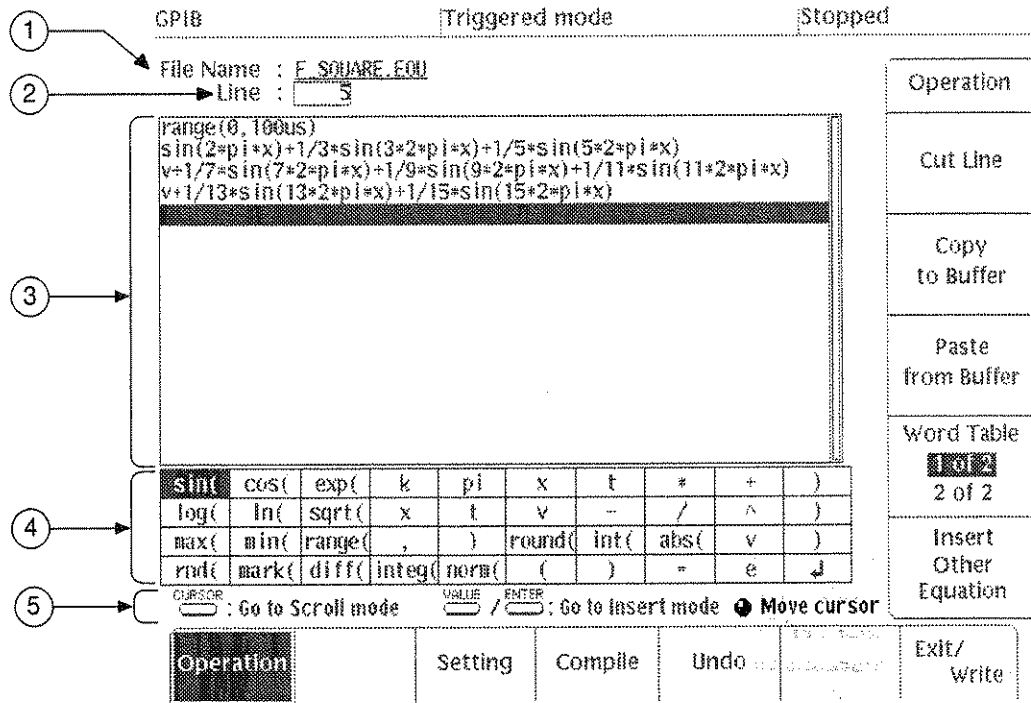 GPIB Triggered mode Stopped
1
File Name : F_SQUARE.EQU
2
Line : 5
Operation
3
range(0,100us)
sin(2*pi*x)+1/3*sin(3*2*pi*x)+1/5*sin(5*2*pi*x)
v+1/7*sin(7*2*pi*x)+1/9*sin(9*2*pi*x)+1/11*sin(11*2*pi*x)
v+1/13*sin(13*2*pi*x)+1/15*sin(15*2*pi*x)
Cut Line
Copy
to Buffer
Paste
from Buffer
Word Table
1 of 2
2 of 2
Insert
Other
Equation
4
sin( cos( exp( k pi x t * + )
log( ln( sqrt( x t v - / ^ )
max( min( range( , ) round( int( abs( v )
rnd( mark( diff( integ( norm( ( ) = e ↲
5
CURSOR : Go to Scroll mode VALUE / ENTER : Go to Insert mode Move cursor
Operation Setting Compile Undo Exit/
Write